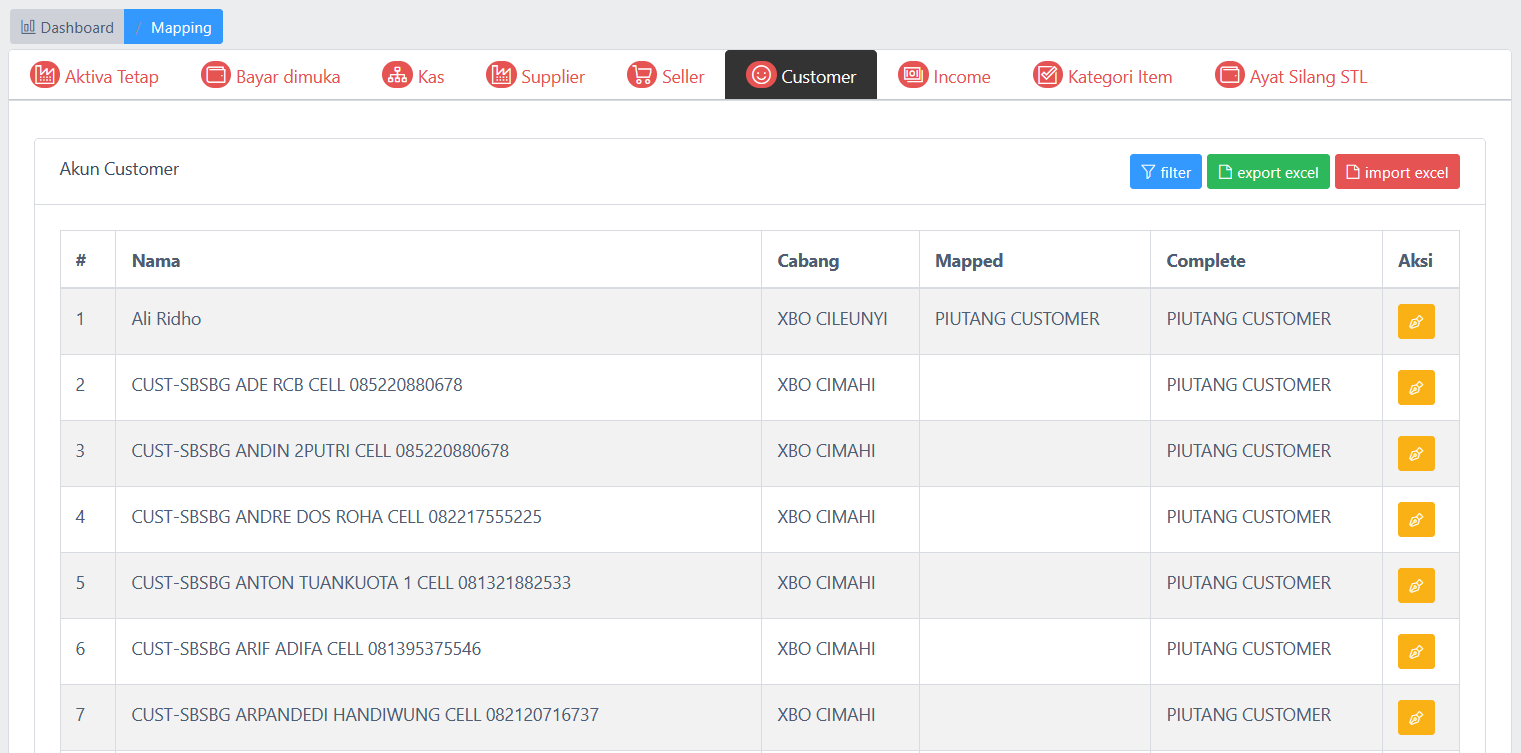 Dashboard / Mapping
Aktiva Tetap Bayar dimuka Kas Supplier Seller Customer Income Kategori Item Ayat Silang STL
Akun Customer filter export excel import excel
# Nama Cabang Mapped Complete Aksi
1 Ali Ridho XBO CILEUNYI PIUTANG CUSTOMER PIUTANG CUSTOMER
2 CUST-SBSBG ADE RCB CELL 085220880678 XBO CIMAHI PIUTANG CUSTOMER
3 CUST-SBSBG ANDIN 2PUTRI CELL 085220880678 XBO CIMAHI PIUTANG CUSTOMER
4 CUST-SBSBG ANDRE DOS ROHA CELL 082217555225 XBO CIMAHI PIUTANG CUSTOMER
5 CUST-SBSBG ANTON TUANKUOTA 1 CELL 081321882533 XBO CIMAHI PIUTANG CUSTOMER
6 CUST-SBSBG ARIF ADIFA CELL 081395375546 XBO CIMAHI PIUTANG CUSTOMER
7 CUST-SBSBG ARPANDEDI HANDIWUNG CELL 082120716737 XBO CIMAHI PIUTANG CUSTOMER